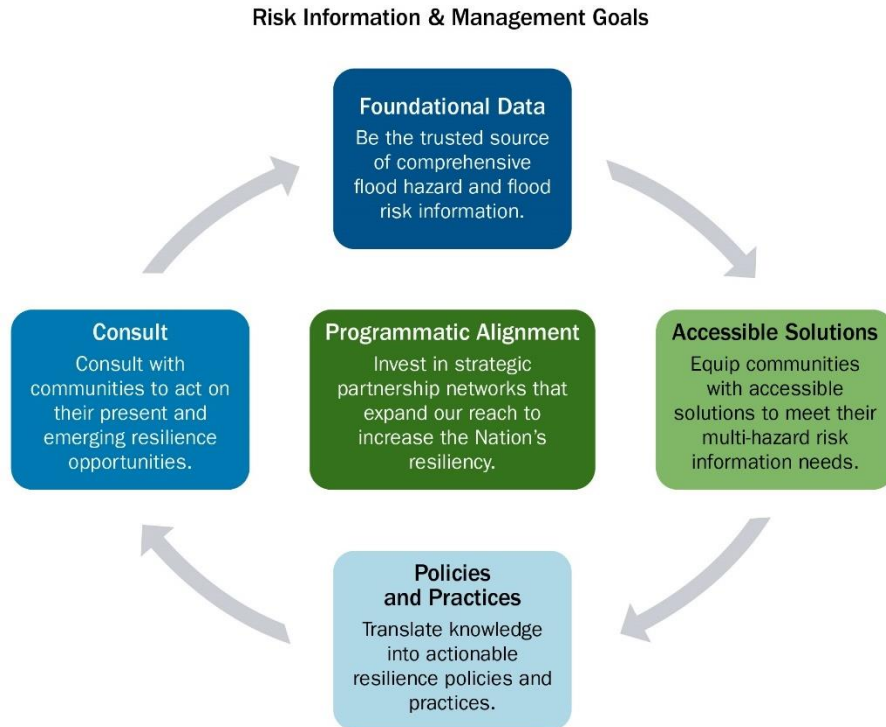 Risk Information & Management Goals
Foundational Data
Be the trusted source
of comprehensive
flood hazard and flood
risk information.
Consult
Consult with
communities to act on
their present and
emerging resilience
opportunities.
Programmatic Alignment
Invest in strategic
partnership networks that
expand our reach to
increase the Nation’s
resiliency.
Accessible Solutions
Equip communities
with accessible
solutions to meet their
multi-hazard risk
information needs.
Policies
and Practices
Translate knowledge
into actionable
resilience policies and
practices.